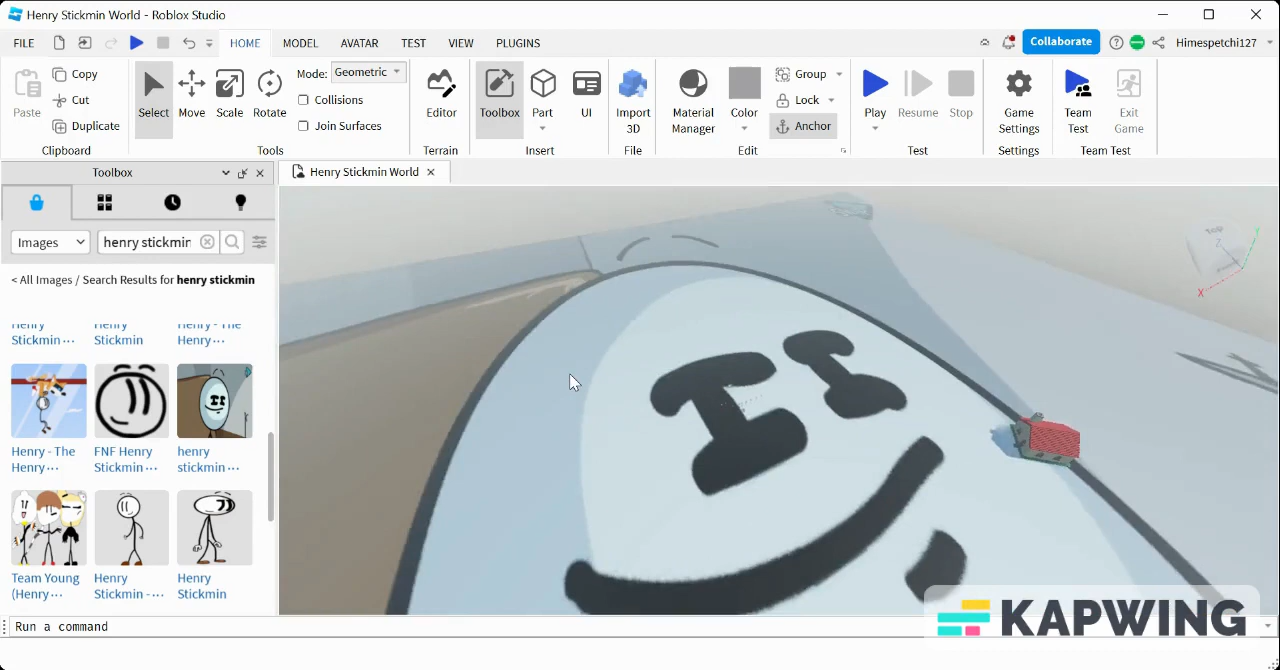 Henry Stickmin World - Roblox Studio
FILE HOME MODEL AVATAR TEST VIEW PLUGINS Collaborate Himespetchi127
Paste Copy Cut Duplicate
Clipboard
Select Move Scale Rotate
Mode: Geometric
Collisions
Join Surfaces
Tools
Editor
Terrain
Toolbox Part UI
Insert
Import 3D
File
Material Manager Color Group Lock Anchor
Edit
Play Resume Stop
Test
Game Settings
Settings
Team Test Exit Game
Team Test
Toolbox
Henry Stickmin World
Images henry stickmin
< All Images / Search Results for henry stickmin
Henry Henry Henry - The
Stickmin... Stickmin Henry...
Henry - The FNF Henry henry
Henry... Stickmin... stickmin...
Team Young Henry Henry
(Henry... Stickmin - ... Stickmin
TOP
Z
Y
X
KAPWING
Run a command